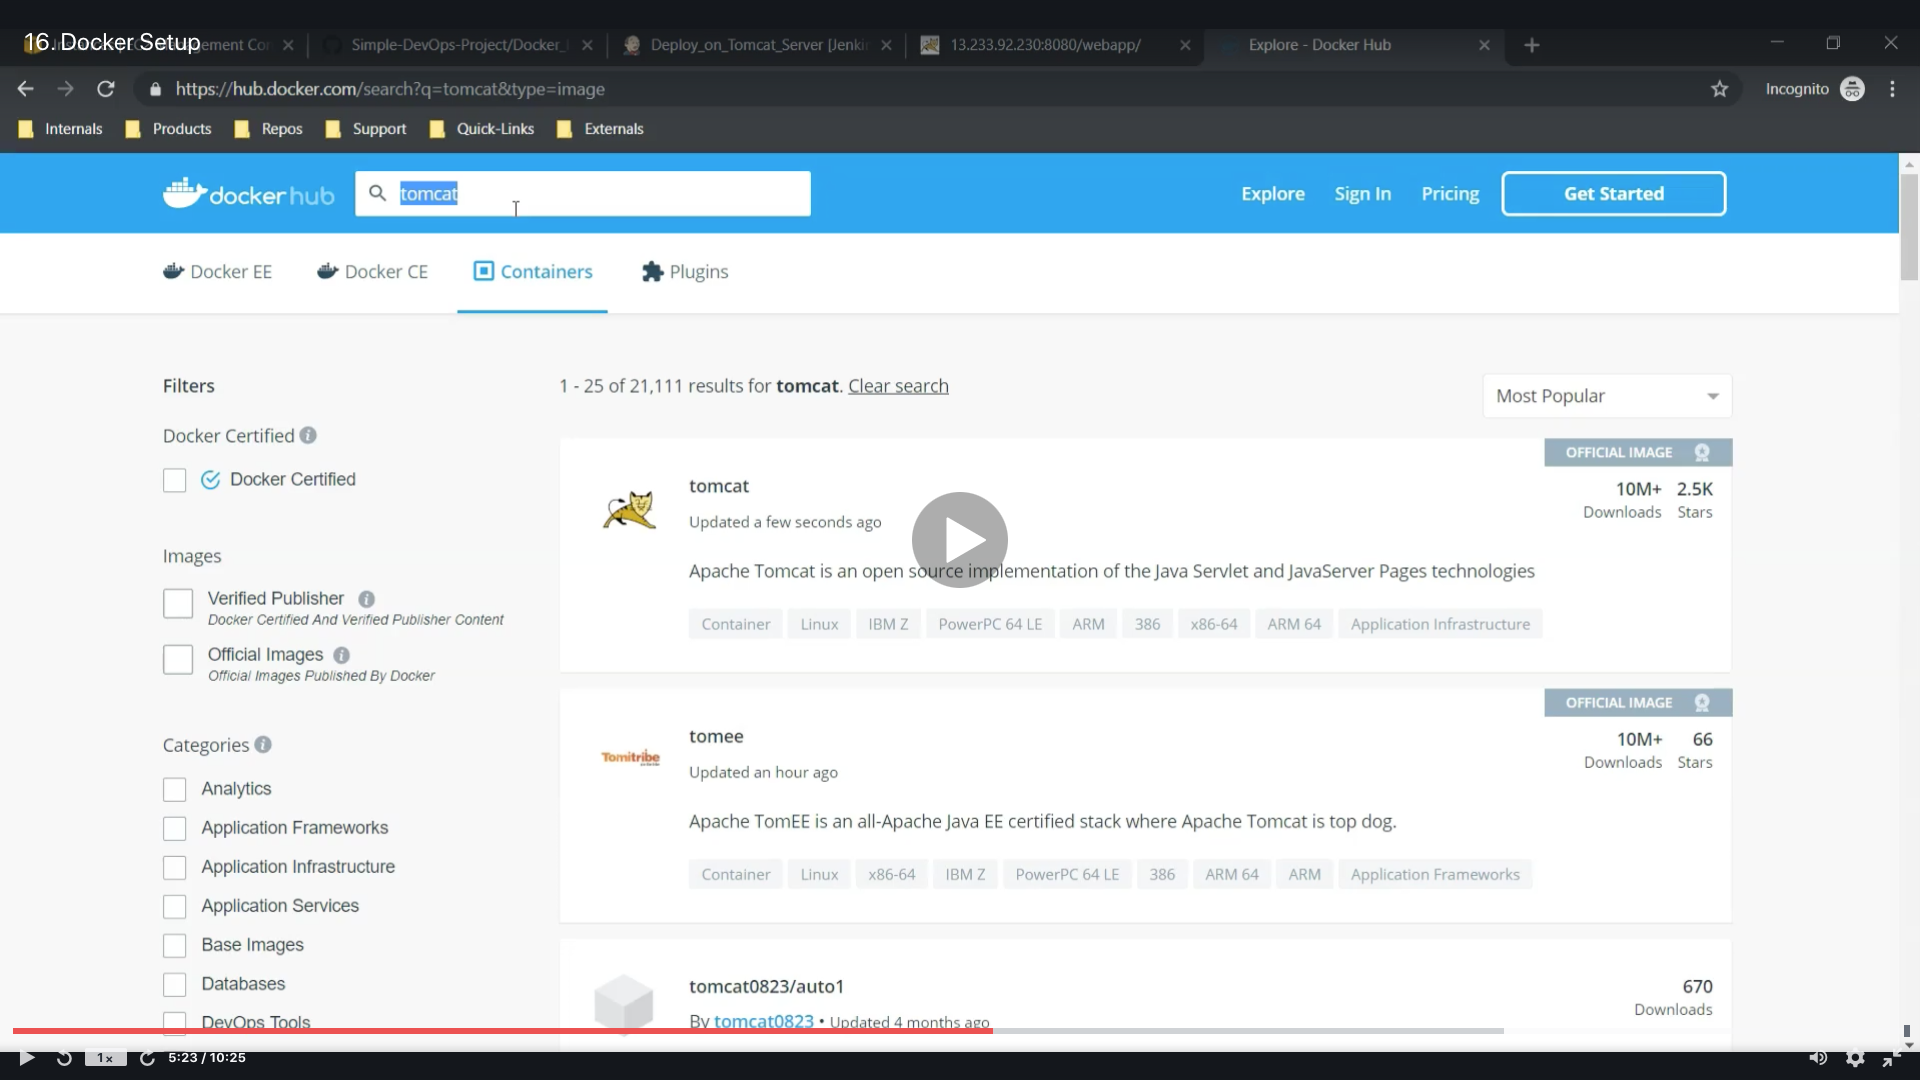 16. Docker Setup
Simple-DevOps-Project/Docker_
Deploy_on_Tomcat_Server [Jenki
13.233.92.230:8080/webapp/
Explore - Docker Hub
https://hub.docker.com/search?q=tomcat&type=image
Incognito
Internals
Products
Repos
Support
Quick-Links
Externals
docker hub
tomcat
Explore
Sign In
Pricing
Get Started
Docker EE
Docker CE
Containers
Plugins
Filters
1 - 25 of 21,111 results for tomcat. Clear search
Most Popular
Docker Certified
Docker Certified
Images
Verified Publisher
Docker Certified And Verified Publisher Content
Official Images
Official Images Published By Docker
Categories
Analytics
Application Frameworks
Application Infrastructure
Application Services
Base Images
Databases
DevOps Tools
OFFICIAL IMAGE
tomcat
10M+ 2.5K
Downloads Stars
Updated a few seconds ago
Apache Tomcat is an open source implementation of the Java Servlet and JavaServer Pages technologies
Container Linux IBM Z PowerPC 64 LE ARM 386 x86-64 ARM 64 Application Infrastructure
OFFICIAL IMAGE
Tomitribe
tomee
10M+ 66
Downloads Stars
Updated an hour ago
Apache TomEE is an all-Apache Java EE certified stack where Apache Tomcat is top dog.
Container Linux x86-64 IBM Z PowerPC 64 LE 386 ARM 64 ARM Application Frameworks
tomcat0823/auto1
670
Downloads
By tomcat0823 • Updated 4 months ago
1x
5:23 / 10:25